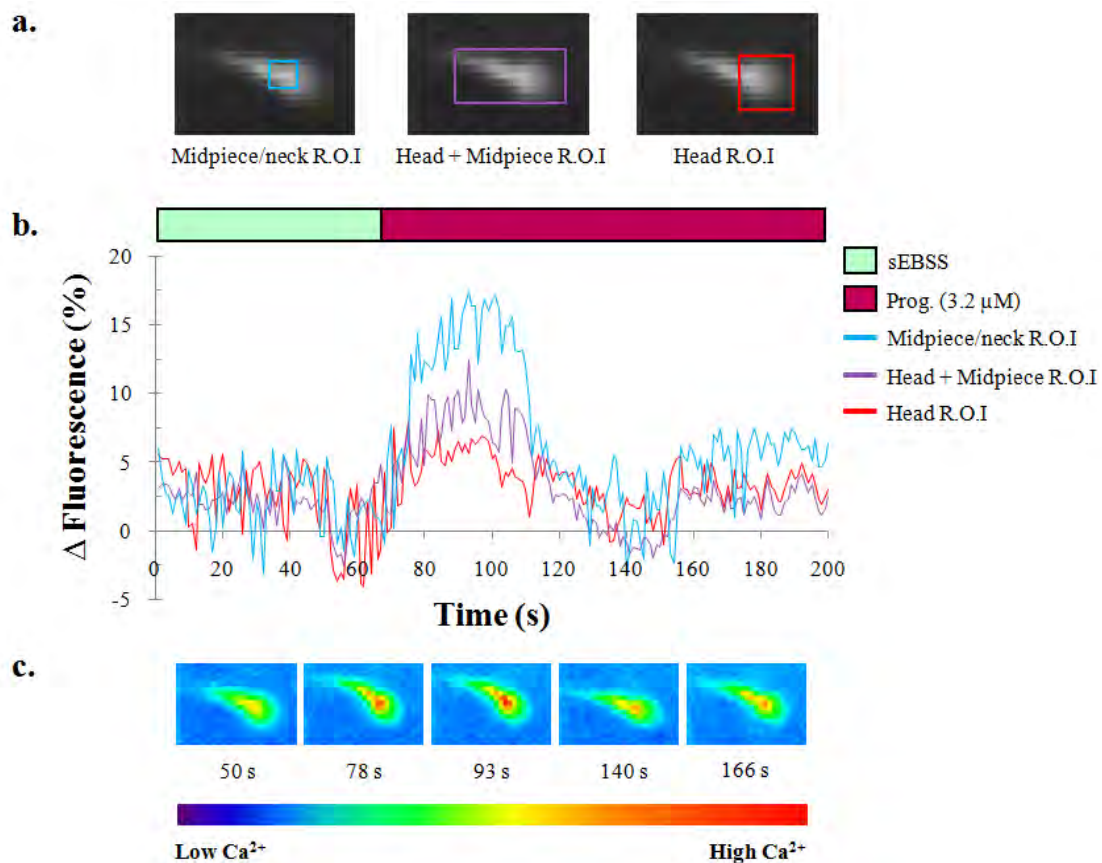 a.
Midpiece/neck R.O.I
Head + Midpiece R.O.I
Head R.O.I
b.
sEBSS
Prog. (3.2 µM)
Midpiece/neck R.O.I
Head + Midpiece R.O.I
Head R.O.I
Δ Fluorescence (%)
20
15
10
5
0
-5
0 20 40 60 80 100 120 140 160 180 200
Time (s)
c.
50 s
78 s
93 s
140 s
166 s
Low Ca²⁺
High Ca²⁺